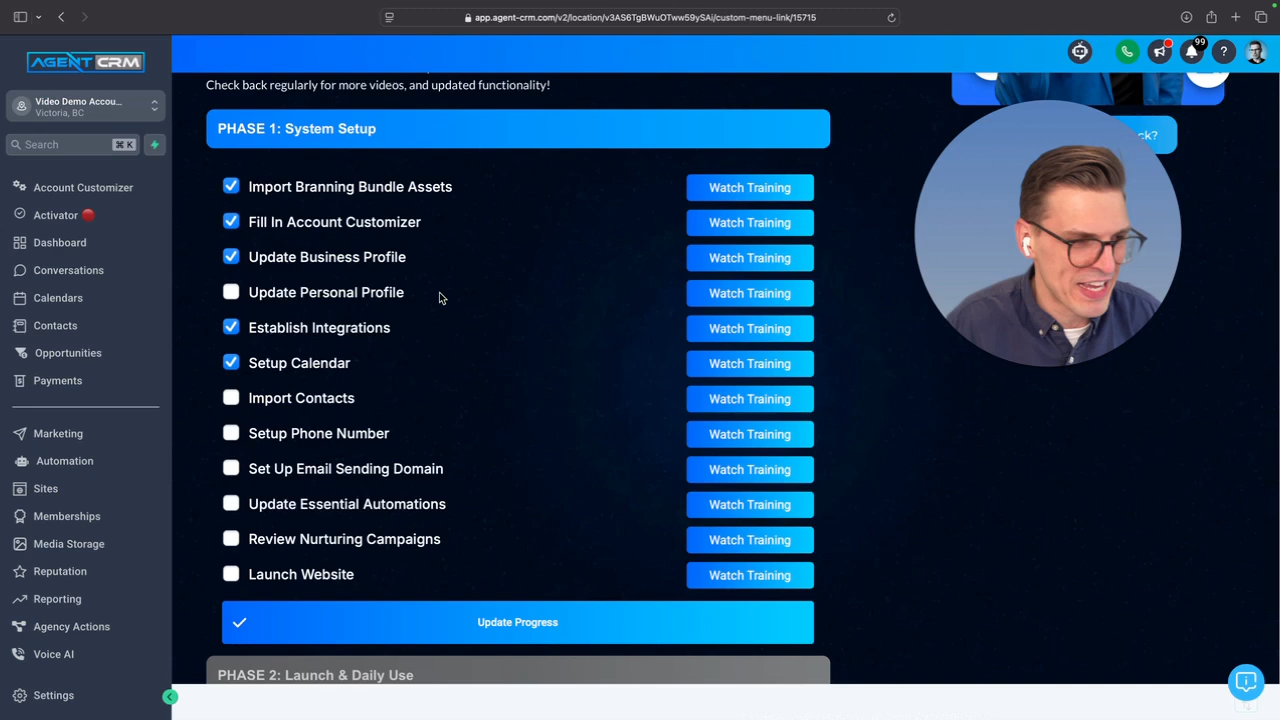 app.agent-crm.com/v2/location/v3AS6TgBWuOTww59ySAi/custom-menu-link/15715
AGENT CRM
99
?
Video Demo Accou...
Victoria, BC
Search
⌘ K
Account Customizer
Activator
Dashboard
Conversations
Calendars
Contacts
Opportunities
Payments
Marketing
Automation
Sites
Memberships
Media Storage
Reputation
Reporting
Agency Actions
Voice AI
Settings
Check back regularly for more videos, and updated functionality!
PHASE 1: System Setup
Import Branning Bundle Assets
Watch Training
Fill In Account Customizer
Watch Training
Update Business Profile
Watch Training
Update Personal Profile
Watch Training
Establish Integrations
Watch Training
Setup Calendar
Watch Training
Import Contacts
Watch Training
Setup Phone Number
Watch Training
Set Up Email Sending Domain
Watch Training
Update Essential Automations
Watch Training
Review Nurturing Campaigns
Watch Training
Launch Website
Watch Training
Update Progress
PHASE 2: Launch & Daily Use